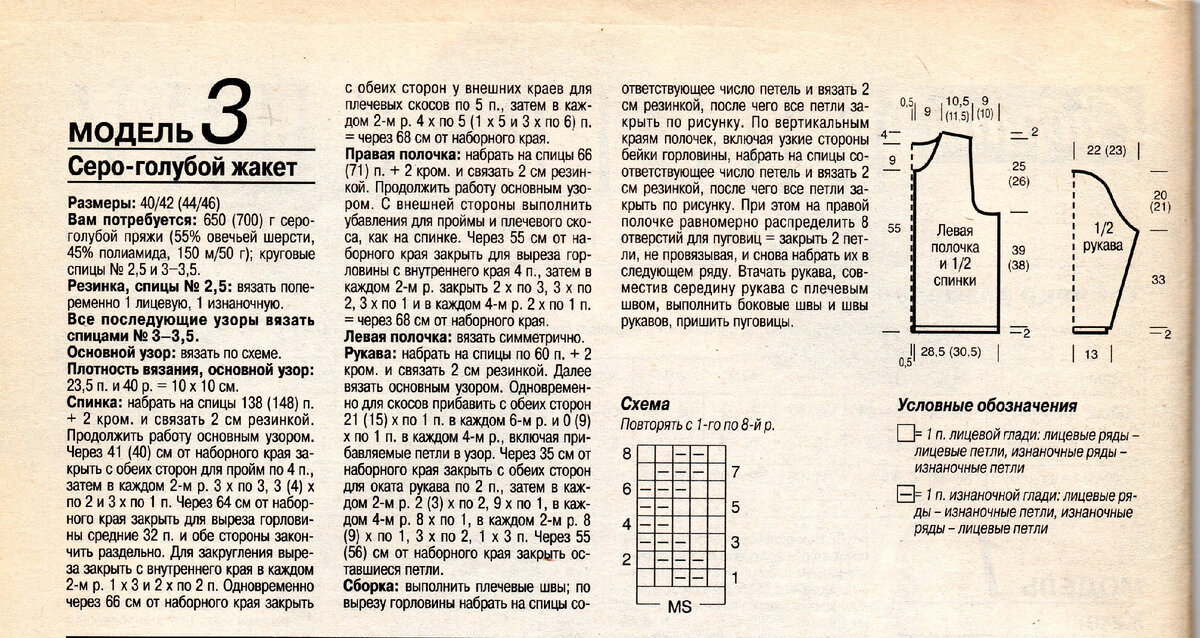 МОДЕЛЬ 3
Серо-голубой жакет
Размеры: 40/42 (44/46)
Вам потребуется: 650 (700) г серо-
голубой пряжи (55% овечьей шерсти,
45% полиамида, 150 м/50 г); круговые
спицы № 2,5 и 3–3,5.
Резинка, спицы № 2,5: вязать попе-
ременно 1 лицевую, 1 изнаночную.
Все последующие узоры вязать
спицами № 3–3,5.
Основной узор: вязать по схеме.
Плотность вязания, основной узор:
23,5 п. и 40 р. = 10 x 10 см.
Спинка: набрать на спицы 138 (148) п.
+ 2 кром. и связать 2 см резинкой.
Продолжить работу основным узором.
Через 41 (40) см от наборного края за-
крыть с обеих сторон для пройм по 4 п.,
затем в каждом 2-м р. 3 х по 3, 3 (4) х
по 2 и 3 х по 1 п. Через 64 см от набор-
ного края закрыть для выреза горлови-
ны средние 32 п. и обе стороны закон-
чить раздельно. Для закругления выре-
за закрыть с внутреннего края в каждом
2-м р. 1 х 3 и 2 х по 2 п. Одновременно
через 66 см от наборного края закрыть
с обеих сторон у внешних краев для
плечевых скосов по 5 п., затем в каж-
дом 2-м р. 4 х по 5 (1 х 5 и 3 х по 6) п.
= через 68 см от наборного края.
Правая полочка: набрать на спицы 66
(71) п. + 2 кром. и связать 2 см резин-
кой. Продолжить работу основным узо-
ром. С внешней стороны выполнить
убавления для проймы и плечевого ско-
са, как на спинке. Через 55 см от на-
борного края закрыть для выреза гор-
ловины с внутреннего края 4 п., затем в
каждом 2-м р. закрыть 2 х по 3, 3 х по
2, 3 х по 1 и в каждом 4-м р. 2 х по 1 п.
= через 68 см от наборного края.
Левая полочка: вязать симметрично.
Рукава: набрать на спицы по 60 п. + 2
кром. и связать 2 см резинкой. Далее
вязать основным узором. Одновремен-
но для скосов прибавить с обеих сторон
21 (15) х по 1 п. в каждом 6-м р. и 0 (9)
х по 1 п. в каждом 4-м р., включая при-
бавляемые петли в узор. Через 35 см от
наборного края закрыть с обеих сторон
для оката рукава по 2 п., затем в каж-
дом 2-м р. 2 (3) х по 2, 9 х по 1, в каж-
дом 4-м р. 8 х по 1, в каждом 2-м р. 8
(9) х по 1, 3 х по 2, 1 х 3 п. Через 55
(56) см от наборного края закрыть ос-
тавшиеся петли.
Сборка: выполнить плечевые швы; по
вырезу горловины набрать на спицы со-
ответствующее число петель и вязать 2
см резинкой, после чего все петли за-
крыть по рисунку. По вертикальным
краям полочек, включая узкие стороны
бейки горловины, набрать на спицы со-
ответствующее число петель и вязать 2
см резинкой, после чего все петли за-
крыть по рисунку. При этом на правой
полочке равномерно распределить 8
отверстий для пуговиц = закрыть 2 пет-
ли, не провязывая, и снова набрать их в
следующем ряду. Втачать рукава, сов-
местив середину рукава с плечевым
швом, выполнить боковые швы и швы
рукавов, пришить пуговицы.
0,5 9 10,5 (11,5) 9 (10)
4
9
55
2
25
(26)
39
(38)
2
Левая
полочка
и 1/2
спинки
0,5 28,5 (30,5)
22 (23)
20
(21)
1/2
рукава
33
2
13
Схема
Повторять с 1-го по 8-й р.
8
7
6
5
4
3
2
1
MS
Условные обозначения
= 1 п. лицевой глади: лицевые ряды –
лицевые петли, изнаночные ряды –
изнаночные петли
= 1 п. изнаночной глади: лицевые ря-
ды – изнаночные петли, изнаночные
ряды – лицевые петли